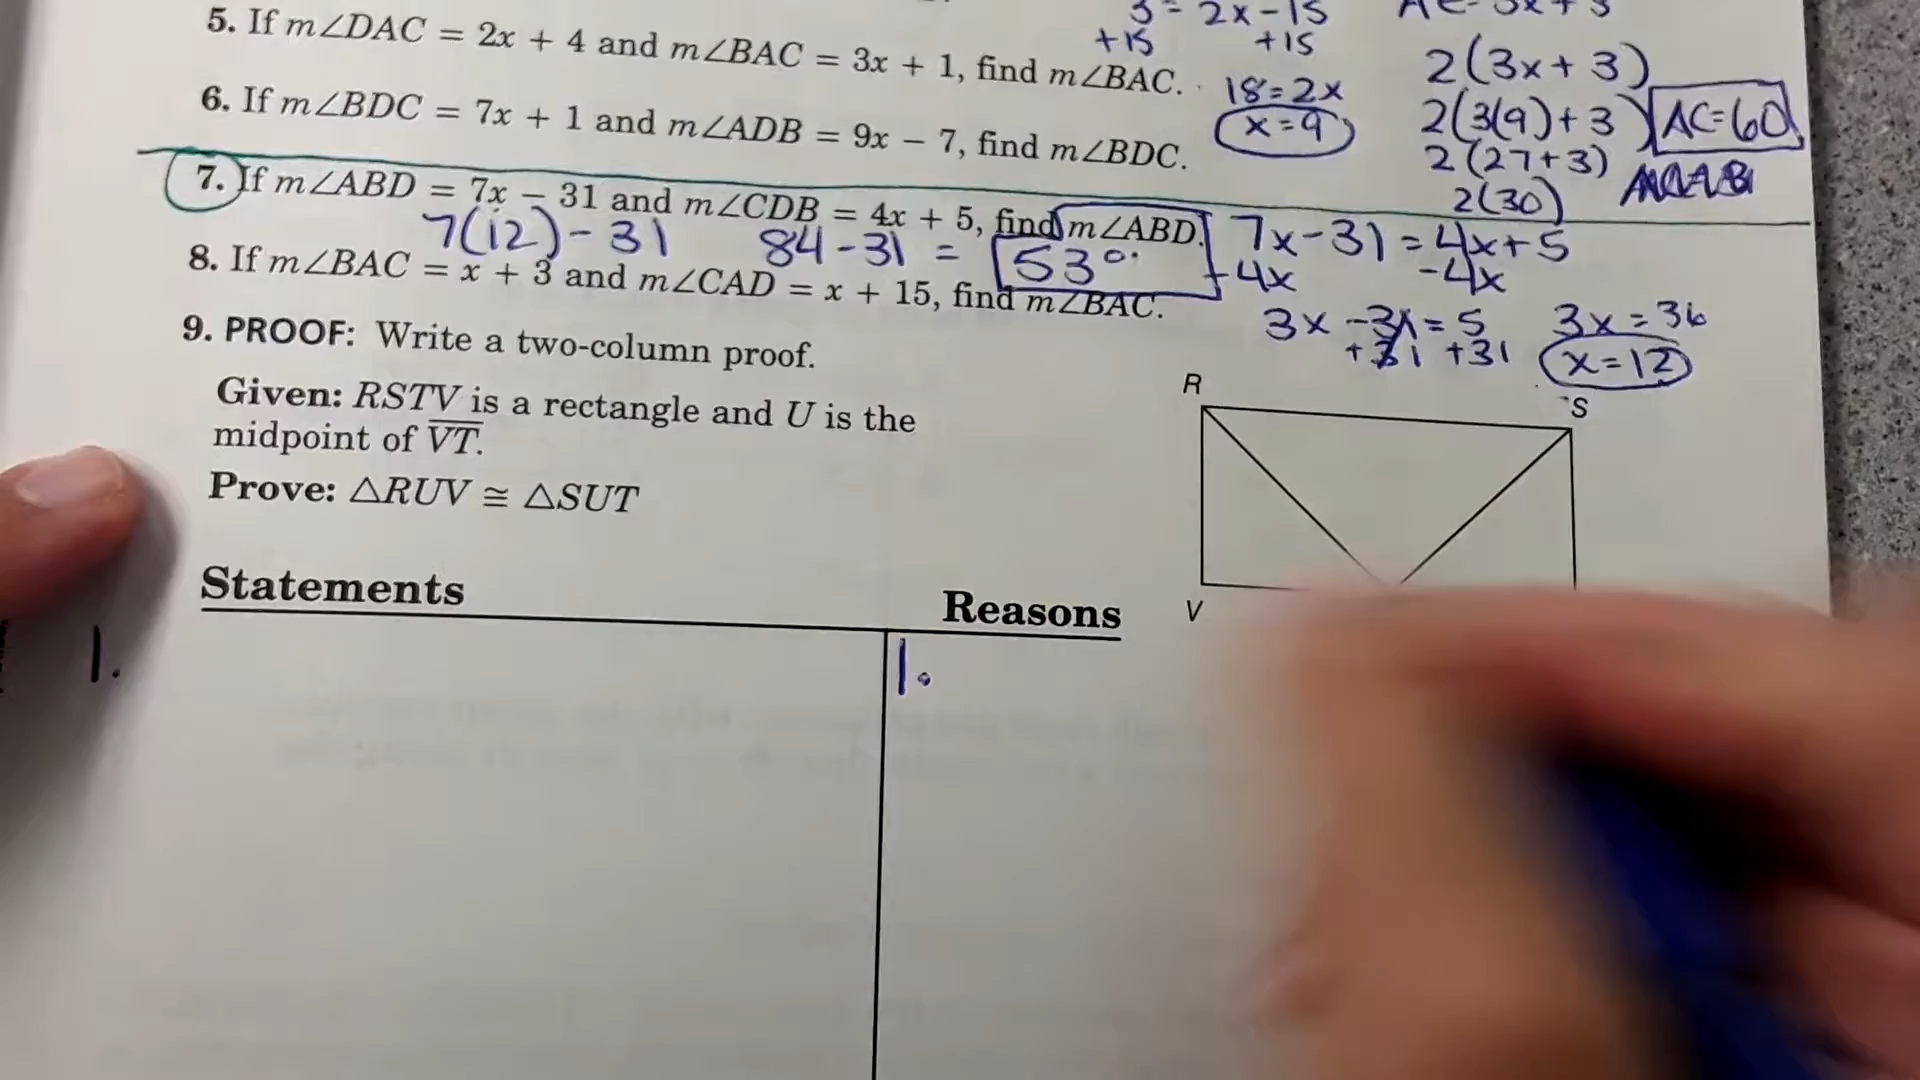 3 = 2x - 15
+15 +15
18 = 2x
x = 9
2(3x + 3)
2(3(9) + 3)
AC = 60
2(27 + 3)
2(30)
5. If m∠DAC = 2x + 4 and m∠BAC = 3x + 1, find m∠BAC.
6. If m∠BDC = 7x + 1 and m∠ADB = 9x − 7, find m∠BDC.
7. If m∠ABD = 7x − 31 and m∠CDB = 4x + 5, find m∠ABD.
7(12) - 31 84 - 31 = 53°
7x - 31 = 4x + 5
-4x -4x
3x - 31 = 5
+31 +31
3x = 36
x = 12
8. If m∠BAC = x + 3 and m∠CAD = x + 15, find m∠BAC.
9. PROOF: Write a two-column proof.
Given: RSTV is a rectangle and U is the
midpoint of V̅T̅.
Prove: △RUV ≅ △SUT
R
S
V
Statements Reasons
1. 1.